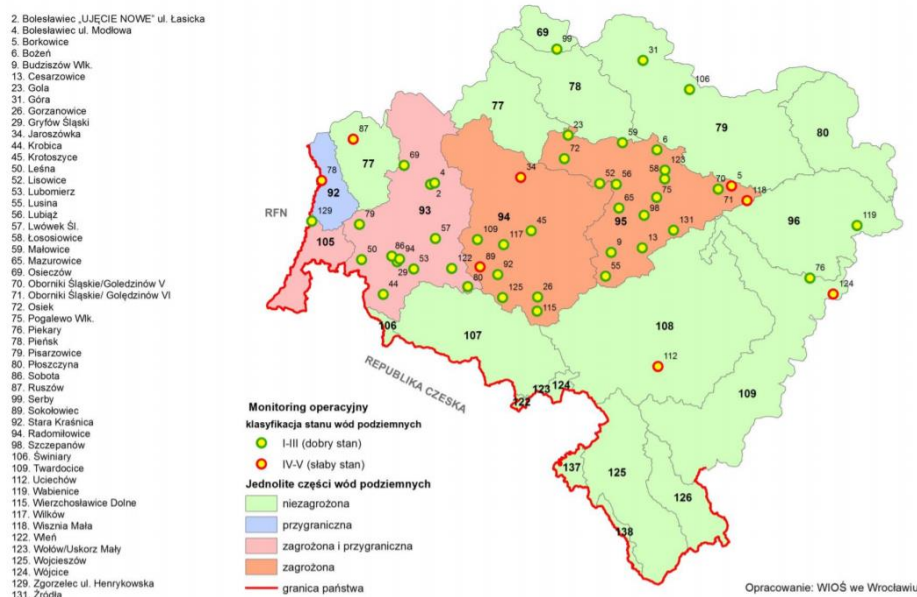 2. Bolesławiec „UJĘCIE NOWE" ul. Łasicka
4. Bolesławiec ul. Modłowa
5. Borkowice
6. Bożeń
9. Budziszów Wlk.
13. Cesarzowice
23. Gola
31. Góra
26. Gorzanowice
29. Gryfów Śląski
34. Jaroszówka
44. Krobica
45. Krotoszyce
50. Leśna
52. Lisowice
53. Lubomierz
55. Lusina
56. Lubiąż
57. Lwówek Śl.
58. Łososiowice
59. Małowice
65. Mazurowice
69. Osieczów
70. Oborniki Śląskie/Goledzinów V
71. Oborniki Śląskie/ Golędzinów VI
72. Osiek
75. Pogalewo Wlk.
76. Piekary
78. Pieńsk
79. Pisarzowice
80. Płoszczyna
86. Sobota
87. Ruszów
99. Serby
89. Sokołowiec
92. Stara Kraśnica
94. Radomiłowice
98. Szczepanów
106. Świniary
109. Twardocice
112. Uciechów
119. Wabienice
115. Wierzchosławice Dolne
117. Wilków
118. Wisznia Mała
122. Wleń
123. Wołów/Uskorz Mały
125. Wojcieszów
124. Wójcice
129. Zgorzelec ul. Henrykowska
131. Źródła
69
99
31
78
106
77
79
80
87
77
23
59
6
72
69
34
123
58
78
92
4
2
52
56
70
5
71
118
75
RFN
129
93
94
65
98
95
96
119
79
45
131
105
57
109
117
9
13
50
86
94
89
76
29
53
122
92
55
124
44
80
125
26
115
106
107
108
REPUBLIKA CZESKA
112
109
123
124
122
137
125
126
138
Monitoring operacyjny
klasyfikacja stanu wód podziemnych
I-III (dobry stan)
IV-V (słaby stan)
Jednolite części wód podziemnych
niezagrożona
przygraniczna
zagrożona i przygraniczna
zagrożona
granica państwa
Opracowanie: WIOŚ we Wrocławiu